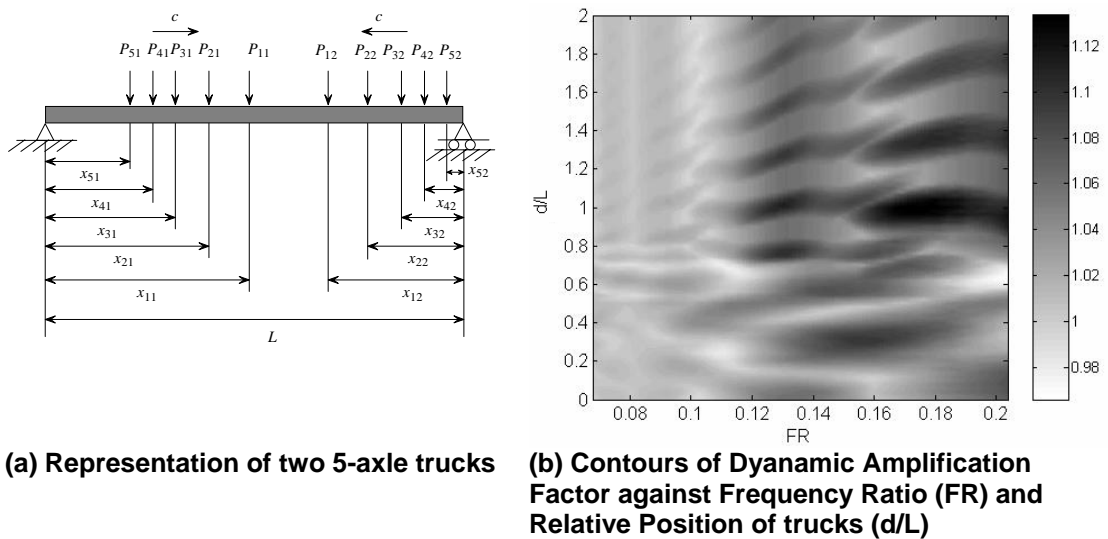 c c
P51 P41 P31 P21 P11 P12 P22 P32 P42 P52
x51 x52
x41 x42
x31 x32
x21 x22
x11 x12
L
(a) Representation of two 5-axle trucks
2
1.8
1.6
1.4
1.2
1
0.8
0.6
0.4
0.2
0
d/L
0.08 0.1 0.12 0.14 0.16 0.18 0.2
FR
1.12
1.1
1.08
1.06
1.04
1.02
1
0.98
(b) Contours of Dyanamic Amplification
Factor against Frequency Ratio (FR) and
Relative Position of trucks (d/L)